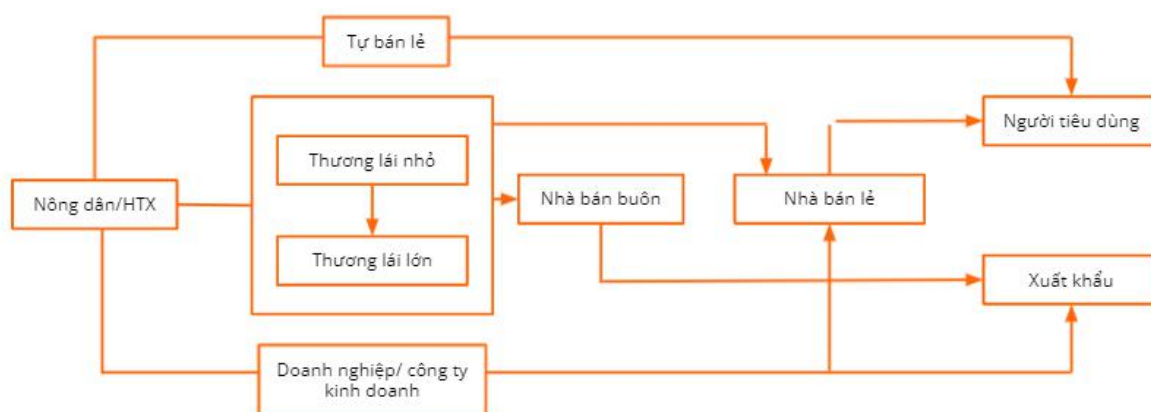 Tự bán lẻ
Người tiêu dùng
Thương lái nhỏ
Nông dân/HTX
Nhà bán buôn
Nhà bán lẻ
Thương lái lớn
Xuất khẩu
Doanh nghiệp/ công ty
kinh doanh